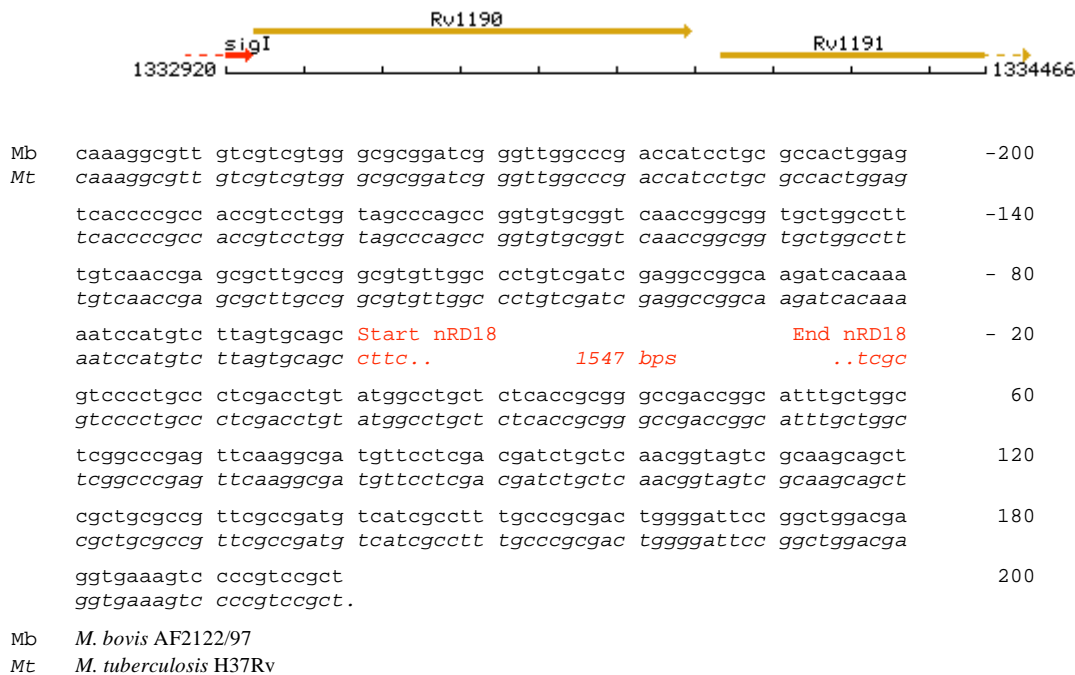 Rv1190
sigI
Rv1191
1332920
1334466
Mb caaaggcgtt gtcgtcgtgg gcgcggatcg ggttggcccg accatcctgc gccactggag -200
Mt caaaggcgtt gtcgtcgtgg gcgcggatcg ggttggcccg accatcctgc gccactggag
tcaccccgcc accgtcctgg tagcccagcc ggtgtgcggt caaccggcgg tgctggcctt -140
tcaccccgcc accgtcctgg tagcccagcc ggtgtgcggt caaccggcgg tgctggcctt
tgtcaaccga gcgcttgccg gcgtgttggc cctgtcgatc gaggccggca agatcacaaa - 80
tgtcaaccga gcgcttgccg gcgtgttggc cctgtcgatc gaggccggca agatcacaaa
aatccatgtc ttagtgcagc Start nRD18 End nRD18 - 20
aatccatgtc ttagtgcagc cttc.. 1547 bps ..tcgc
gtcccctgcc ctcgacctgt atggcctgct ctcaccgcgg gccgaccggc atttgctggc 60
gtcccctgcc ctcgacctgt atggcctgct ctcaccgcgg gccgaccggc atttgctggc
tcggcccgag ttcaaggcga tgttcctcga cgatctgctc aacggtagtc gcaagcagct 120
tcggcccgag ttcaaggcga tgttcctcga cgatctgctc aacggtagtc gcaagcagct
cgctgcgccg ttcgccgatg tcatcgcctt tgcccgcgac tggggattcc ggctggacga 180
cgctgcgccg ttcgccgatg tcatcgcctt tgcccgcgac tggggattcc ggctggacga
ggtgaaagtc cccgtccgct 200
ggtgaaagtc cccgtccgct.
Mb M. bovis AF2122/97
Mt M. tuberculosis H37Rv